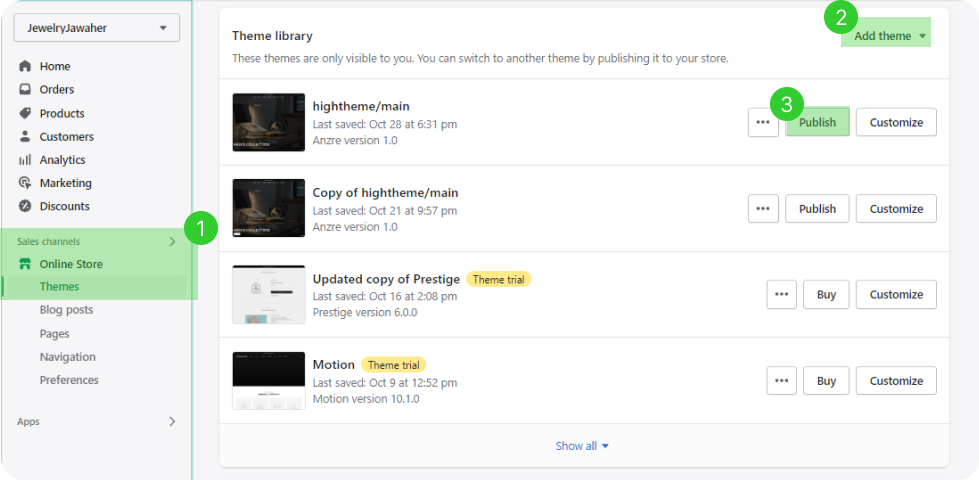 JewelryJawaher
Home
Orders
Products
Customers
Analytics
Marketing
Discounts
1
Sales channels
Online Store
Themes
Blog posts
Pages
Navigation
Preferences
Apps
2
Theme library
Add theme
These themes are only visible to you. You can switch to another theme by publishing it to your store.
3
hightheme/main
Last saved: Oct 28 at 6:31 pm
Anzre version 1.0
••• Publish Customize
Copy of hightheme/main
Last saved: Oct 21 at 9:57 pm
Anzre version 1.0
••• Publish Customize
Updated copy of Prestige Theme trial
Last saved: Oct 16 at 2:08 pm
Prestige version 6.0.0
••• Buy Customize
Motion Theme trial
Last saved: Oct 9 at 12:52 pm
Motion version 10.1.0
••• Buy Customize
Show all